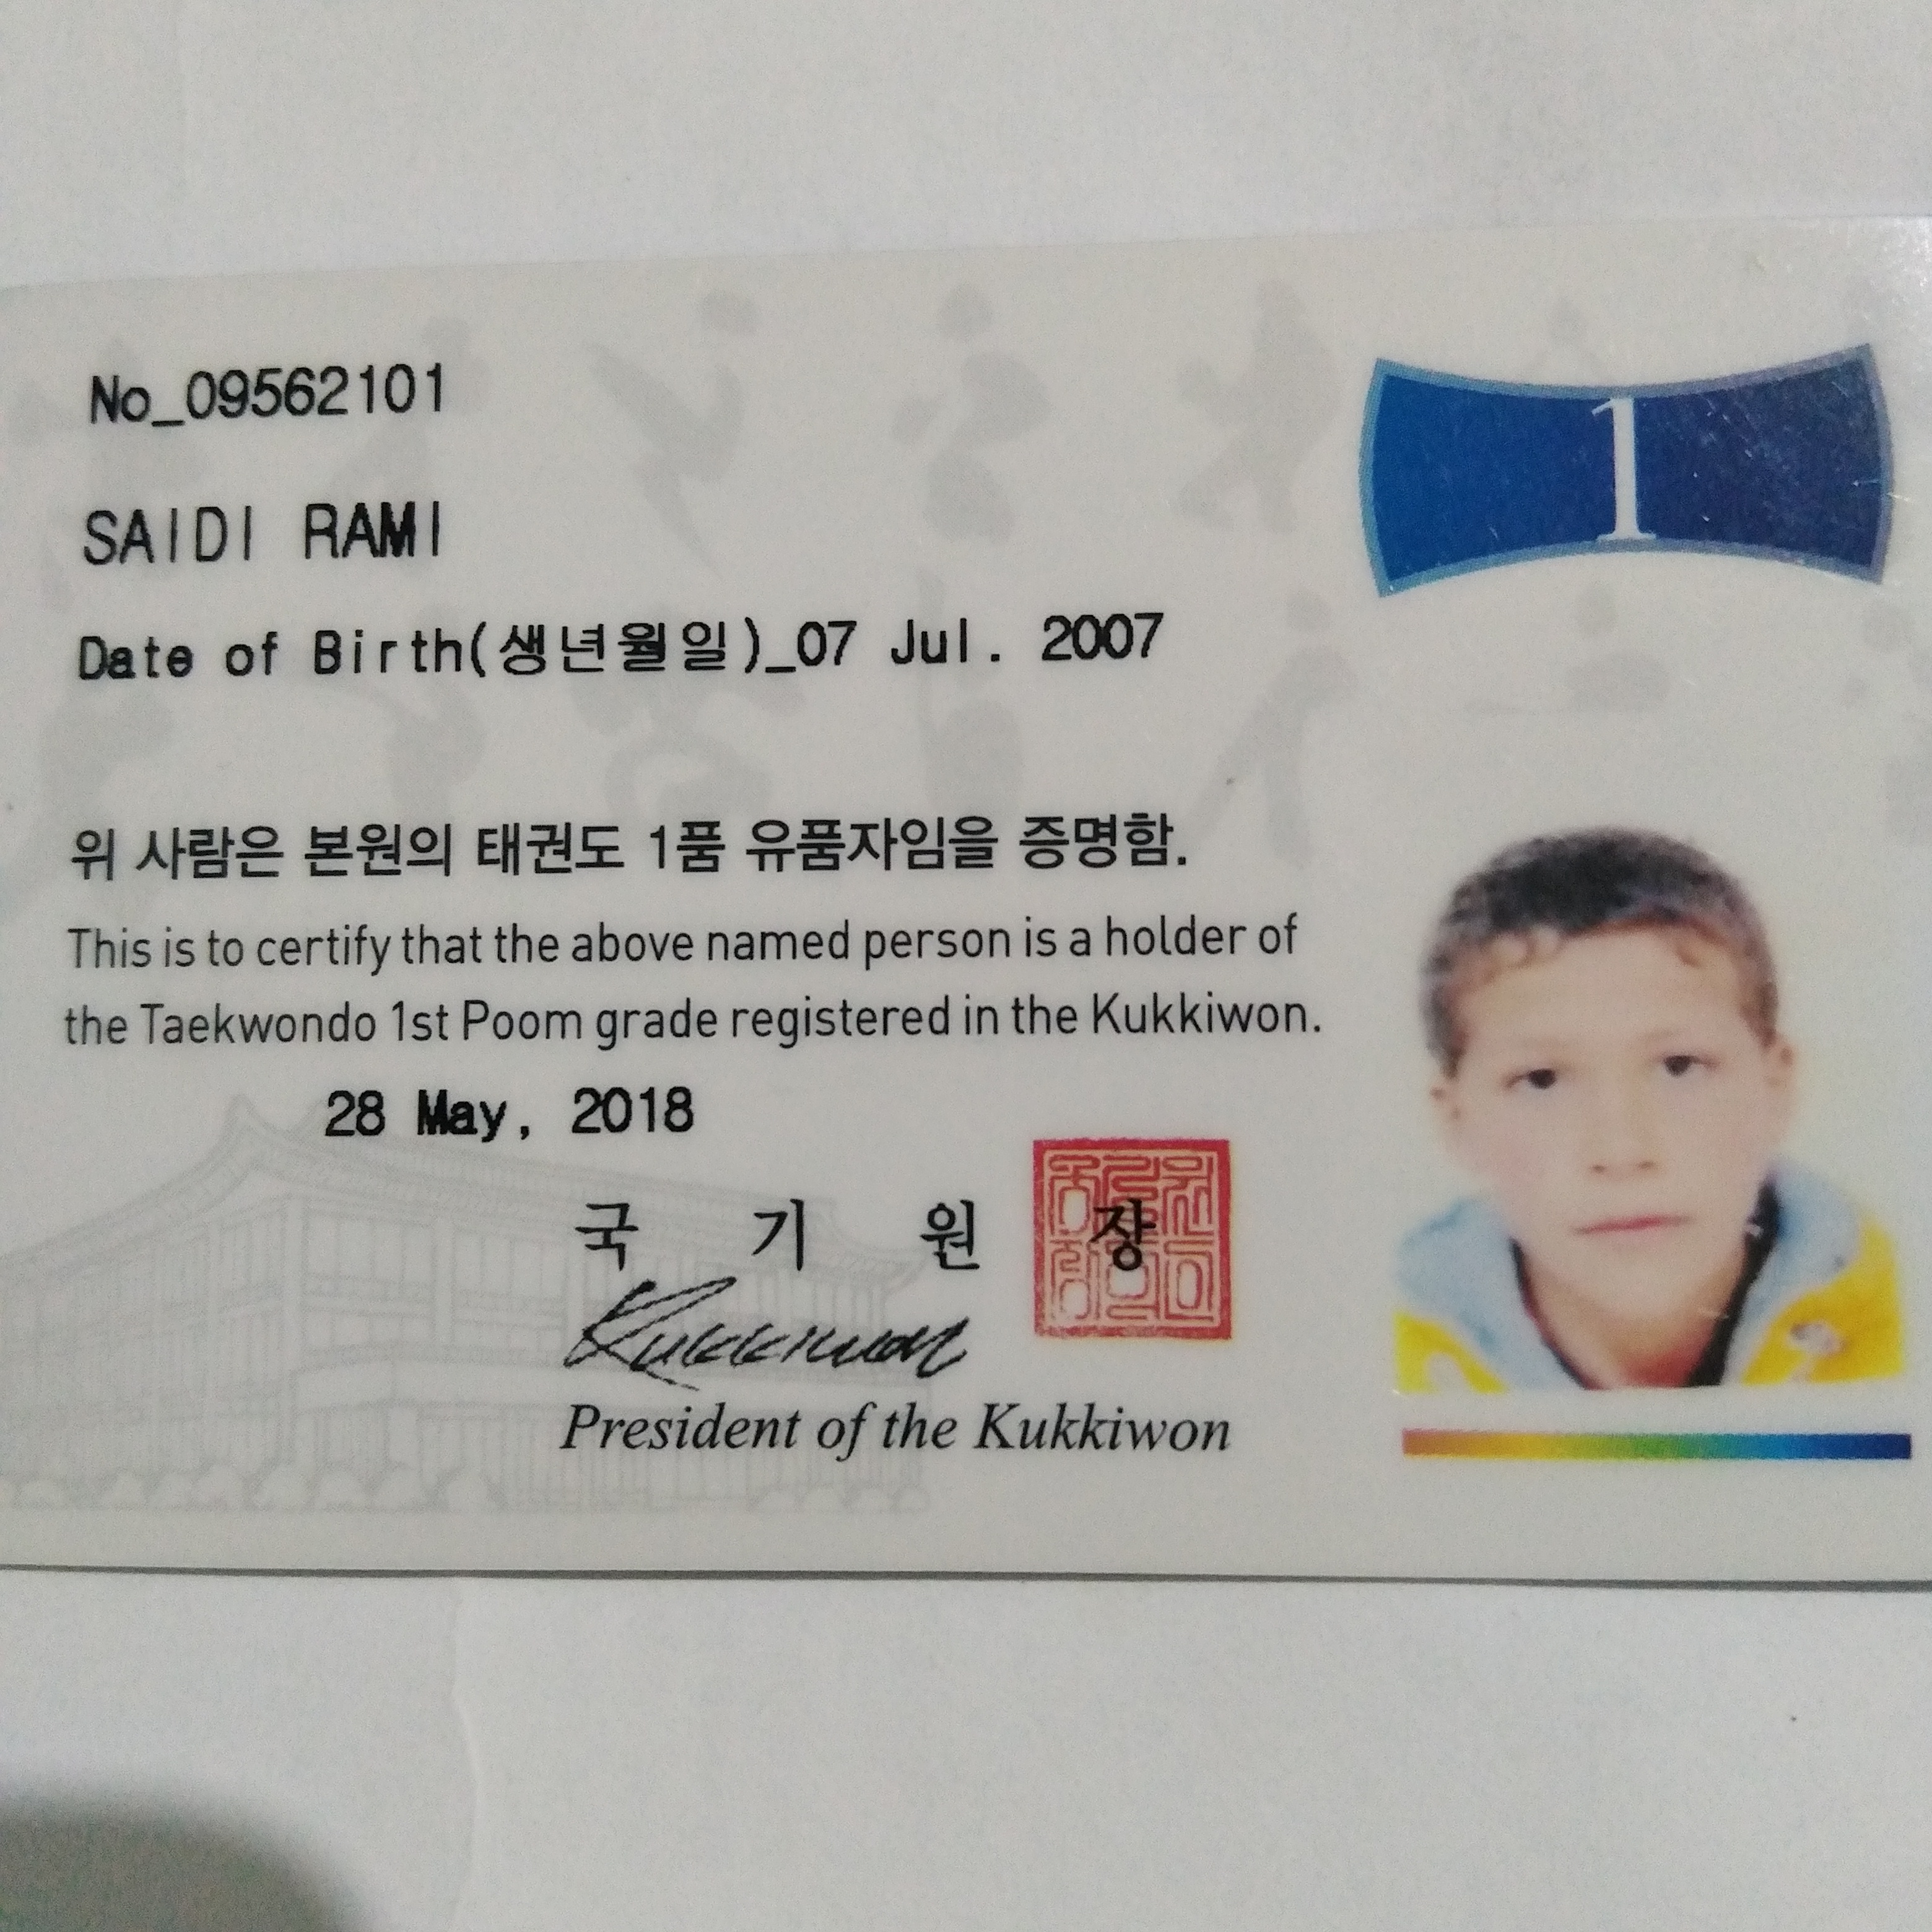 No_09562101
1
SAIDI RAMI
Date of Birth(생년월일)_07 Jul. 2007
위 사람은 본원의 태권도 1품 유품자임을 증명함.
This is to certify that the above named person is a holder of
the Taekwondo 1st Poom grade registered in the Kukkiwon.
28 May, 2018
국 기 원 장
Kukkiwon
President of the Kukkiwon